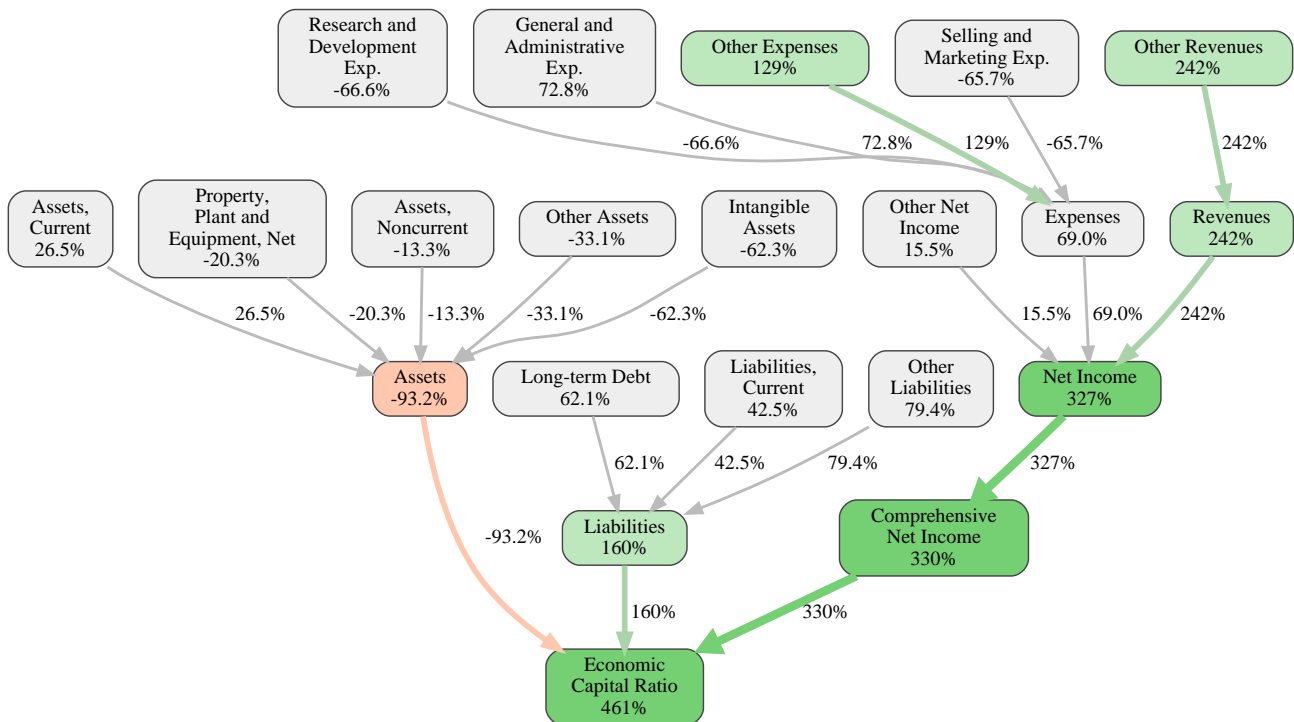 Research and
Development
Exp.
-66.6%
General and
Administrative
Exp.
72.8%
Other Expenses
129%
Selling and
Marketing Exp.
-65.7%
Other Revenues
242%
-66.6%
72.8%
129%
-65.7%
242%
Assets,
Current
26.5%
Property,
Plant and
Equipment, Net
-20.3%
Assets,
Noncurrent
-13.3%
Other Assets
-33.1%
Intangible
Assets
-62.3%
Other Net
Income
15.5%
Expenses
69.0%
Revenues
242%
26.5%
-20.3%
-13.3%
-33.1%
-62.3%
15.5%
69.0%
242%
Assets
-93.2%
Long-term Debt
62.1%
Liabilities,
Current
42.5%
Other
Liabilities
79.4%
Net Income
327%
62.1%
42.5%
79.4%
327%
-93.2%
Liabilities
160%
Comprehensive
Net Income
330%
160%
330%
Economic
Capital Ratio
461%